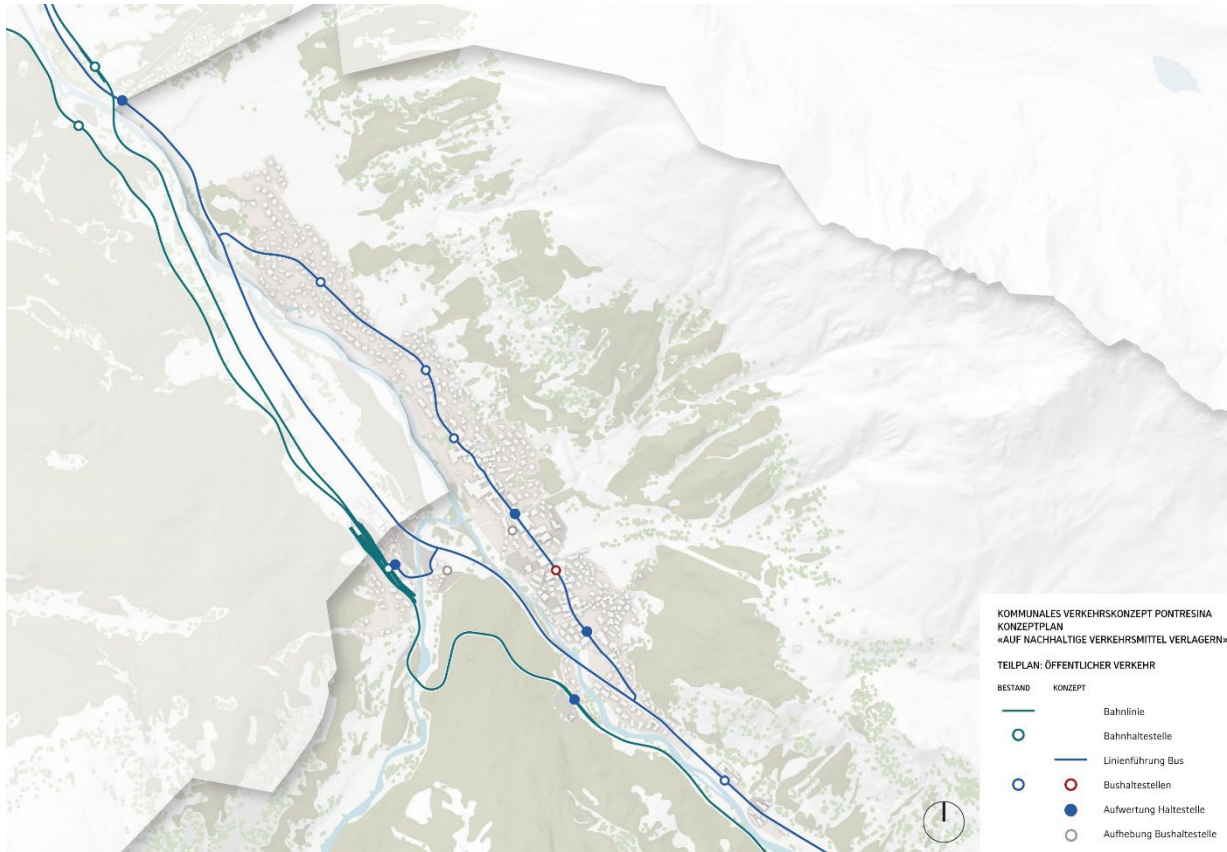 KOMMUNALES VERKEHRSKONZEPT PONTRESINA
KONZEPTPLAN
«AUF NACHHALTIGE VERKEHRSMITTEL VERLAGERN»
TEILPLAN: ÖFFENTLICHER VERKEHR
BESTAND KONZEPT
Bahnlinie
Bahnhaltestelle
Linienführung Bus
Bushaltestellen
Aufwertung Haltestelle
Aufhebung Bushaltestelle